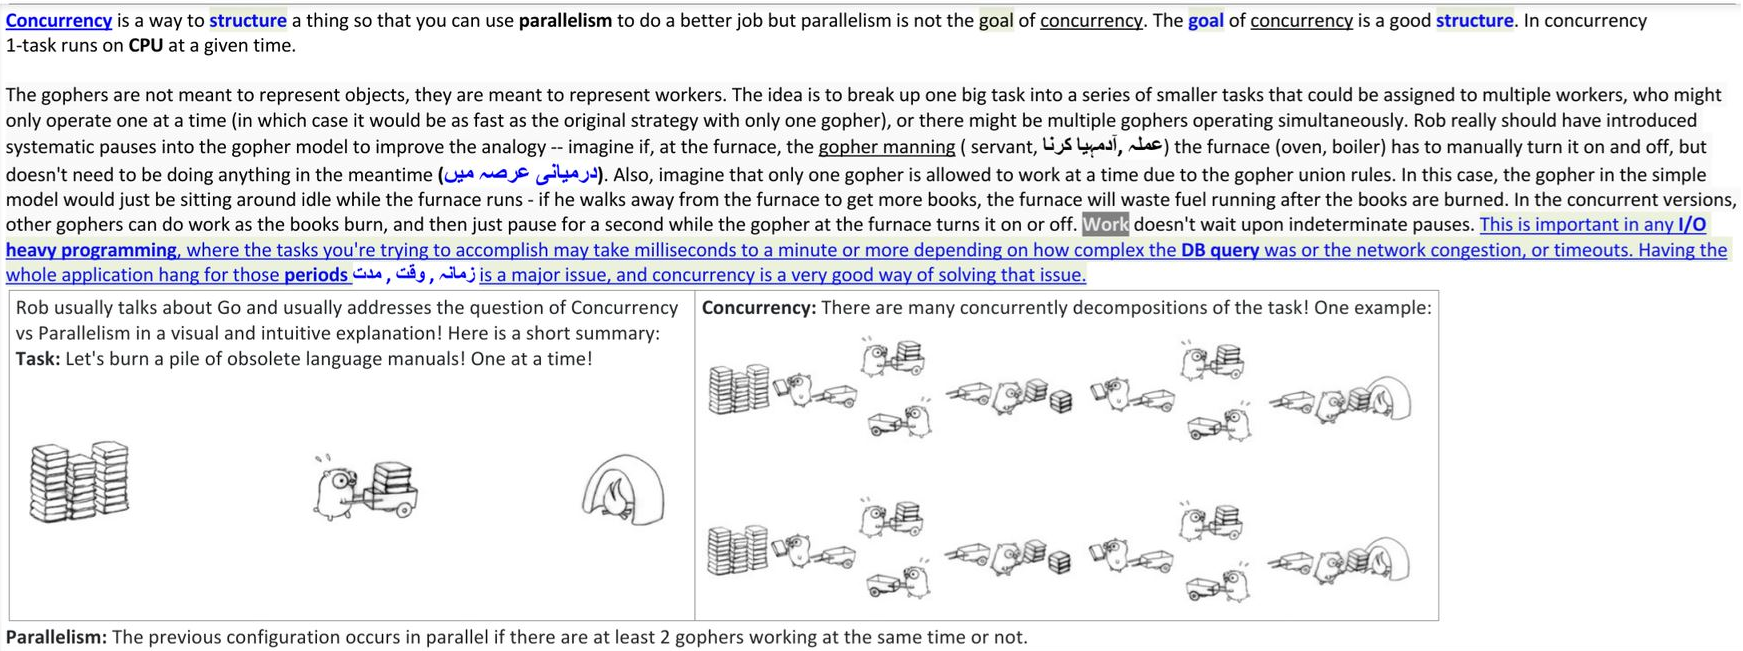 Concurrency is a way to structure a thing so that you can use parallelism to do a better job but parallelism is not the goal of concurrency. The goal of concurrency is a good structure. In concurrency
1-task runs on CPU at a given time.
The gophers are not meant to represent objects, they are meant to represent workers. The idea is to break up one big task into a series of smaller tasks that could be assigned to multiple workers, who might
only operate one at a time (in which case it would be as fast as the original strategy with only one gopher), or there might be multiple gophers operating simultaneously. Rob really should have introduced
systematic pauses into the gopher model to improve the analogy -- imagine if, at the furnace, the gopher manning ( servant, عملہ, آدمہیا کرنا) the furnace (oven, boiler) has to manually turn it on and off, but
doesn't need to be doing anything in the meantime (درمیانی عرصہ میں). Also, imagine that only one gopher is allowed to work at a time due to the gopher union rules. In this case, the gopher in the simple
model would just be sitting around idle while the furnace runs - if he walks away from the furnace to get more books, the furnace will waste fuel running after the books are burned. In the concurrent versions,
other gophers can do work as the books burn, and then just pause for a second while the gopher at the furnace turns it on or off. Work doesn't wait upon indeterminate pauses. This is important in any I/O
heavy programming, where the tasks you're trying to accomplish may take milliseconds to a minute or more depending on how complex the DB query was or the network congestion, or timeouts. Having the
whole application hang for those periods زمانہ , وقت , مدت is a major issue, and concurrency is a very good way of solving that issue.
Rob usually talks about Go and usually addresses the question of Concurrency
vs Parallelism in a visual and intuitive explanation! Here is a short summary:
Task: Let's burn a pile of obsolete language manuals! One at a time!
Concurrency: There are many concurrently decompositions of the task! One example:
Parallelism: The previous configuration occurs in parallel if there are at least 2 gophers working at the same time or not.